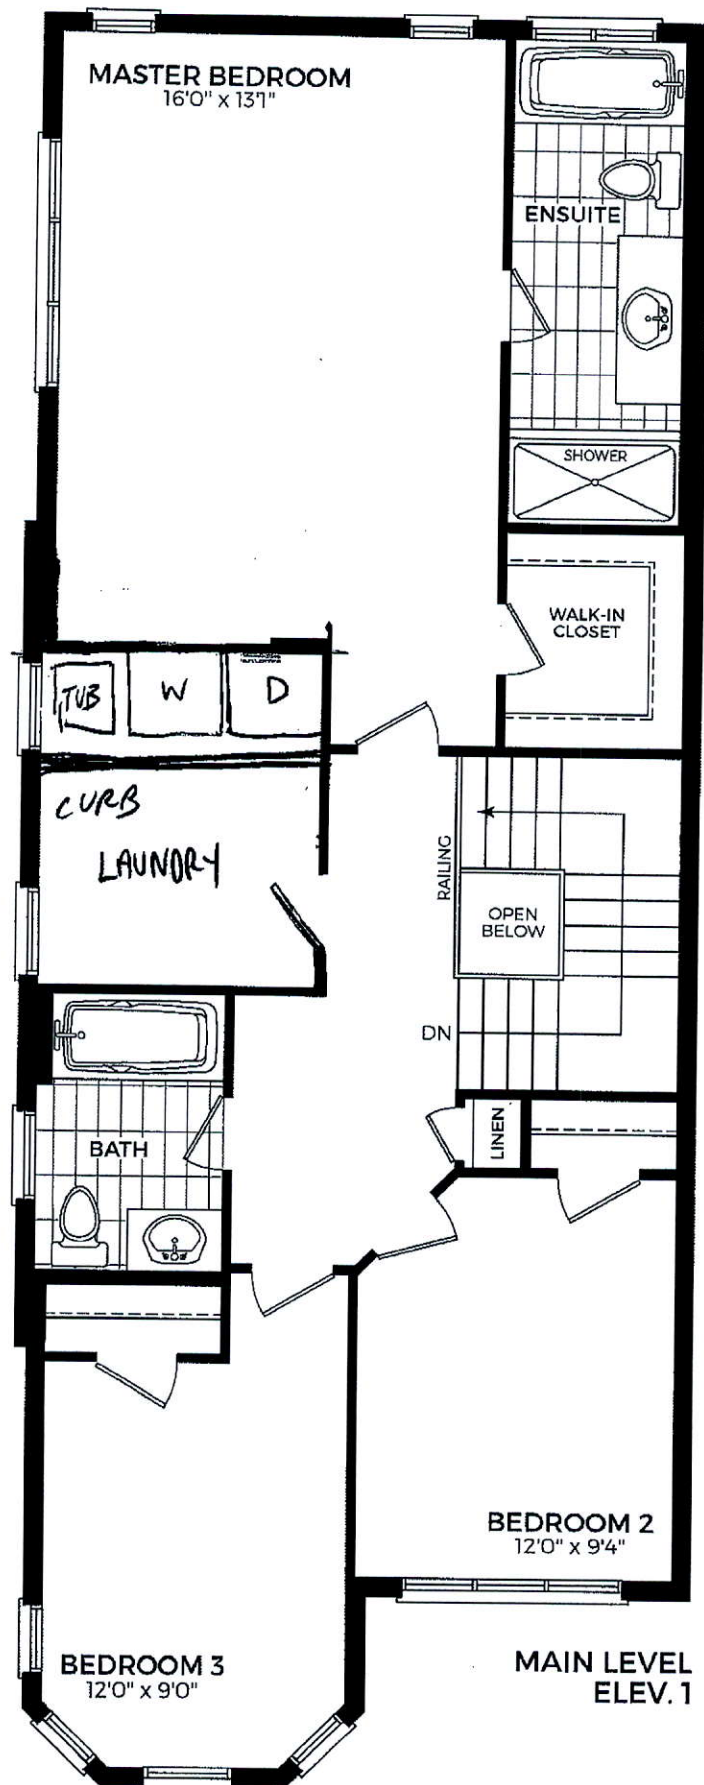 MASTER BEDROOM
16'0" x 13'1"
ENSUITE
SHOWER
WALK-IN
CLOSET
TUB
W
D
CURB
LAUNDRY
RAILING
OPEN
BELOW
DN
LINEN
BATH
BEDROOM 2
12'0" x 9'4"
BEDROOM 3
12'0" x 9'0"
MAIN LEVEL
ELEV. 1